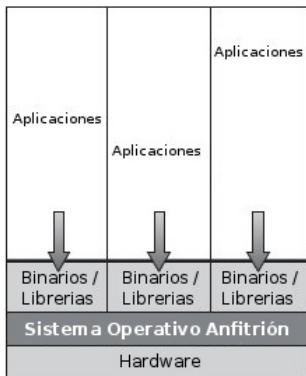 Aplicaciones
Aplicaciones
Aplicaciones
Binarios /
Librerias
Binarios /
Librerias
Binarios /
Librerias
Sistema Operativo Anfitrión
Hardware